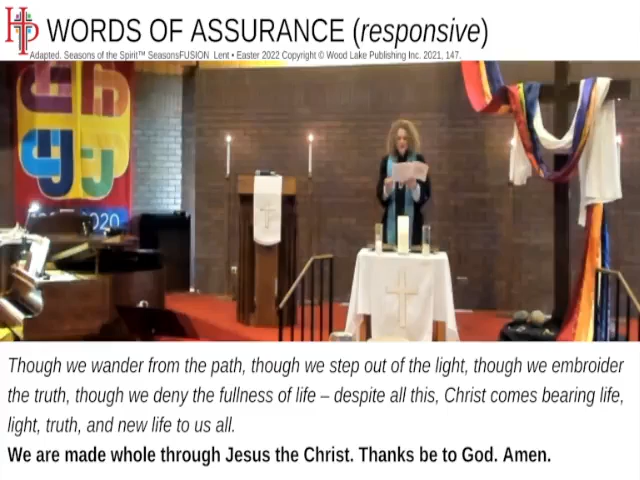 WORDS OF ASSURANCE (responsive)
Adapted. Seasons of the Spirit™ SeasonsFUSION Lent • Easter 2022 Copyright © Wood Lake Publishing Inc. 2021, 147.
2020
Though we wander from the path, though we step out of the light, though we embroider
the truth, though we deny the fullness of life – despite all this, Christ comes bearing life,
light, truth, and new life to us all.
We are made whole through Jesus the Christ. Thanks be to God. Amen.